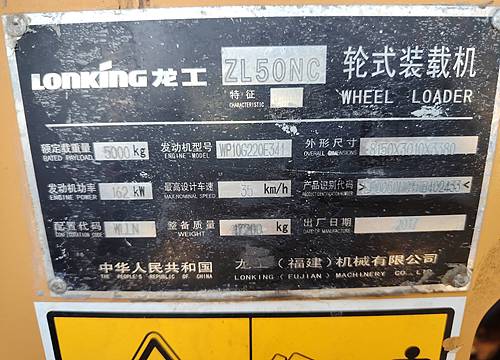 LONKING 龙工 ZL50NC 轮式装载机
特征
CHARACTERISTIC WHEEL LOADER
额定载重量 5000 kg 发动机型号 WP10G220E341 外形尺寸 8150X3010X3380
RATED PAYLOAD ENGINE MODEL OVERALL DIMENSIONS
发动机功率 162 kW 最高设计车速 35 km/h 产品识别代码
ENGINE POWER MAX.NOMINAL SPEED
配置代码 整备质量 kg 出厂日期 2017
CONFIGURATION CODE WEIGHT DATE OF MANUFACTURE
中华人民共和国 (福建)机械有限公司
THE PEOPLE'S REPUBLIC OF CHINA LONKING (FUJIAN) MACHINERY CO., LTD.